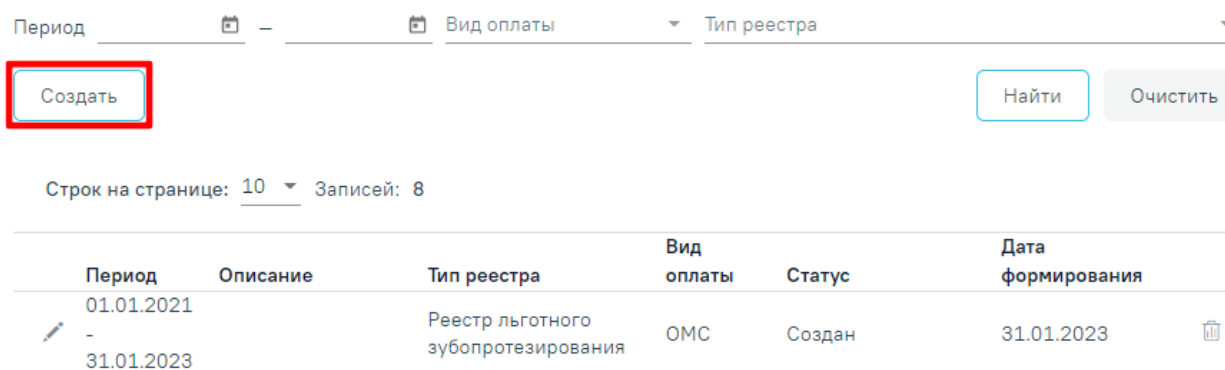 Период – Вид оплаты Тип реестра
Создать Найти Очистить
Строк на странице: 10 Записей: 8
Вид Дата
Период Описание Тип реестра оплаты Статус формирования
01.01.2021
Реестр льготного
- ОМС Создан 31.01.2023
зубопротезирования
31.01.2023